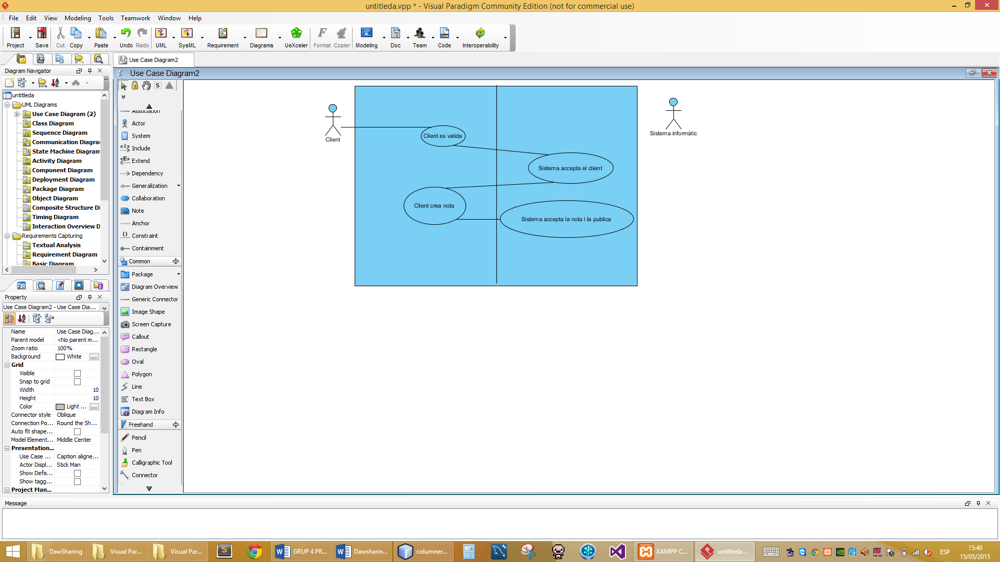 untitleda.vpp * - Visual Paradigm Community Edition (not for commercial use)
File Edit View Modeling Tools Teamwork Window Help
Project Save Cut Copy Paste Undo Redo UML SysML Requirement Diagrams UeXceler Format Copier Modeling Doc Team Code Interoperability
Use Case Diagram2
Diagram Navigator
Use Case Diagram2
untitleda
UML Diagrams
Use Case Diagram (2)
Class Diagram
Sequence Diagram
Communication Diagra
State Machine Diagram
Activity Diagram
Component Diagram
Deployment Diagram
Package Diagram
Object Diagram
Composite Structure Di
Timing Diagram
Interaction Overview D
Requirements Capturing
Textual Analysis
Requirement Diagram
Basic Diagram
Property
Use Case Diagram2 - Use Case Dia...
Name Use Case Diag...
Parent model <No parent m...
Zoom ratio 100%
Background White ...
Grid
Visible
Snap to grid
Width 10
Height 10
Color Light ... ...
Connector style Oblique
Connection Po... Round the Sh...
Auto fit shape...
Model Element... Middle Center
Presentation...
Use Case ... Caption aligne...
Actor Displ... Stick Man
Show Defa...
Show tagg...
Project Man...
S
Association
Actor
System
Include
Extend
Dependency
Generalization
Collaboration
Note
Anchor
Constraint
Containment
Common
Package
Diagram Overview
Generic Connector
Image Shape
Screen Capture
Callout
Rectangle
Oval
Polygon
Line
Text Box
Diagram Info
Freehand
Pencil
Pen
Calligraphic Tool
Connector
Client
Sistema informàtic
Client es valida
Sistema accepta el client
Client crea nota
Sistema accepta la nota i la publica
Message
DawSharing Visual Par... Visual Par... GRUP 4 PR... Dawsharin... columner... XAMPP C... untitleda.... ESP
15:40
15/05/2015